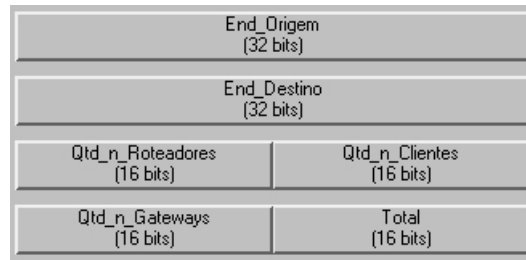 End_Origem
(32 bits)
End_Destino
(32 bits)
Qtd_n_Roteadores
(16 bits)
Qtd_n_Clientes
(16 bits)
Qtd_n_Gateways
(16 bits)
Total
(16 bits)